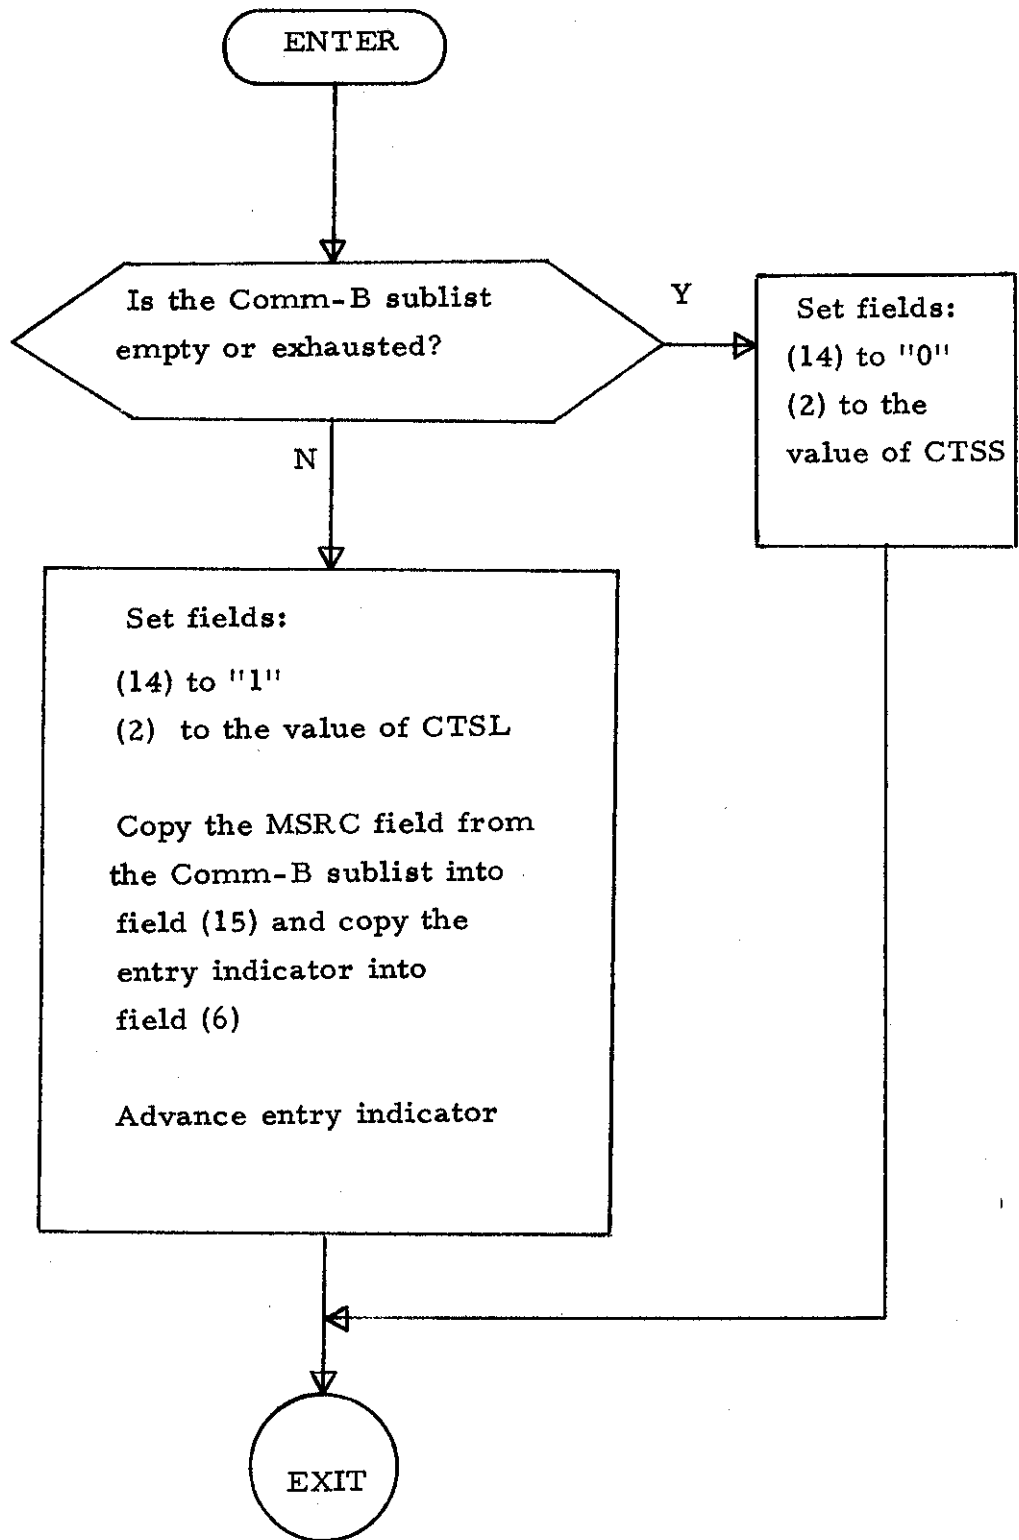 ENTER
Is the Comm-B sublist
empty or exhausted?
Y
Set fields:
(14) to "0"
(2) to the
value of CTSS
N
Set fields:
(14) to "1"
(2) to the value of CTSL
Copy the MSRC field from
the Comm-B sublist into
field (15) and copy the
entry indicator into
field (6)
Advance entry indicator
EXIT